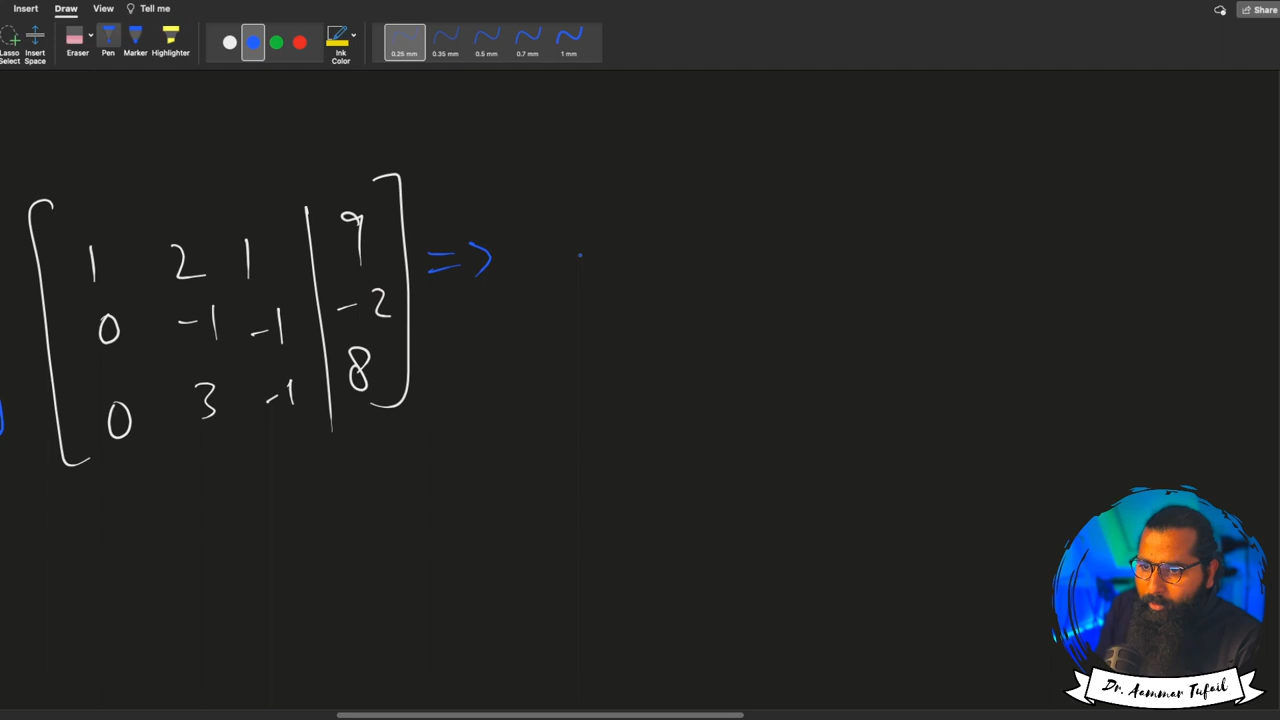 Insert Draw View Tell me
Share
Lasso Select Insert Space Eraser Pen Marker Highlighter Ink Color 0.25 mm 0.35 mm 0.5 mm 0.7 mm 1 mm
1 2 1 | 9 =>
0 -1 -1 | -2
0 3 -1 | 8
Dr. Aammar Tufail